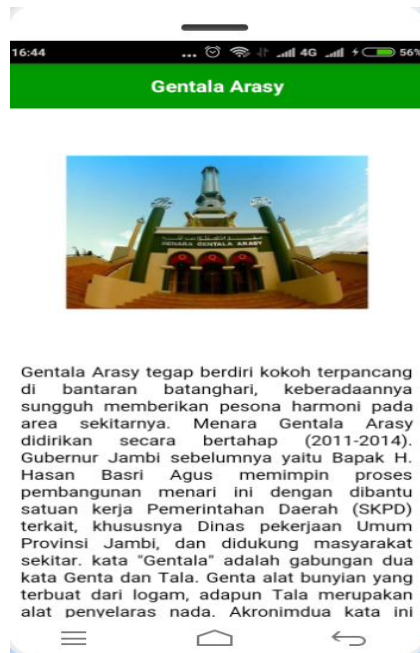 16:44
... 4G 56%
Gentala Arasy
MENARA GENTALA ARASY
Gentala Arasy tegap berdiri kokoh terpancang
di bantaran batanghari, keberadaannya
sungguh memberikan pesona harmoni pada
area sekitarnya. Menara Gentala Arasy
didirikan secara bertahap (2011-2014).
Gubernur Jambi sebelumnya yaitu Bapak H.
Hasan Basri Agus memimpin proses
pembangunan menari ini dengan dibantu
satuan kerja Pemerintahan Daerah (SKPD)
terkait, khususnya Dinas pekerjaan Umum
Provinsi Jambi, dan didukung masyarakat
sekitar. kata "Gentala" adalah gabungan dua
kata Genta dan Tala. Genta alat bunyian yang
terbuat dari logam, adapun Tala merupakan
alat penyelaras nada. Akronimdua kata ini